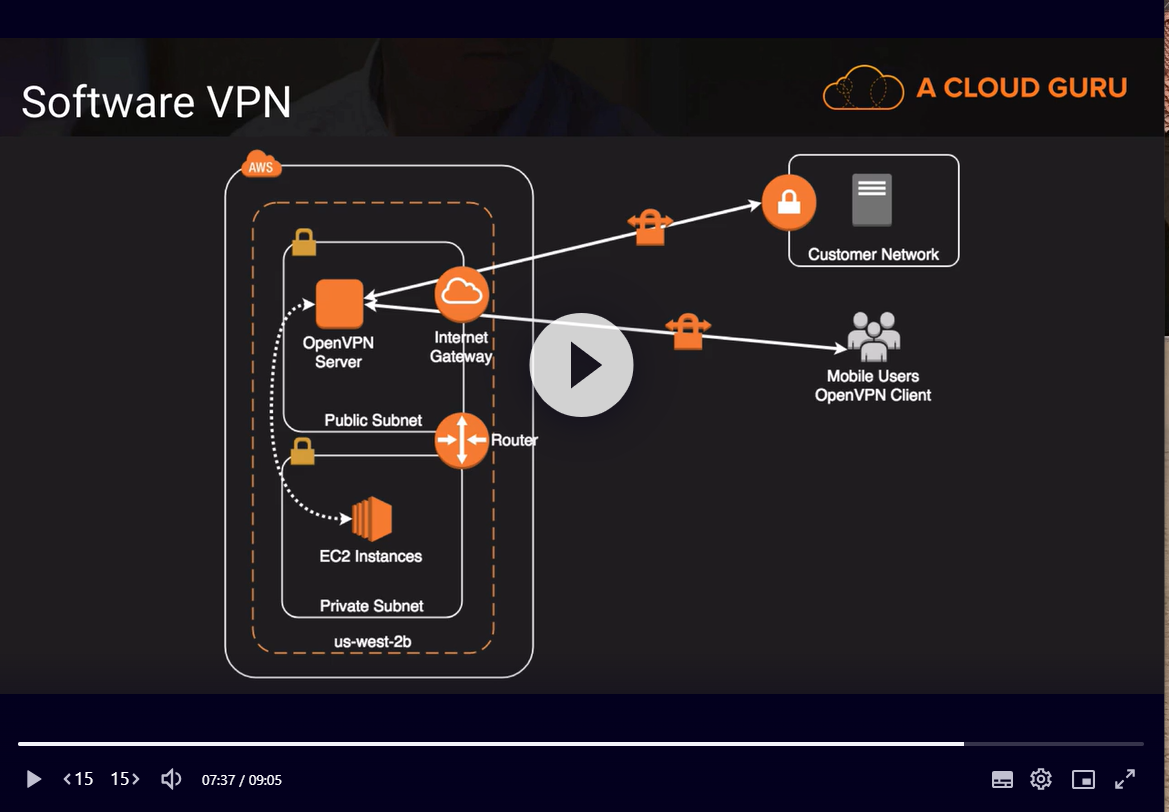 Software VPN
A CLOUD GURU
AWS
Customer Network
OpenVPN
Server
Internet
Gateway
Mobile Users
OpenVPN Client
Public Subnet
Router
EC2 Instances
Private Subnet
us-west-2b
<15 15> 07:37 / 09:05